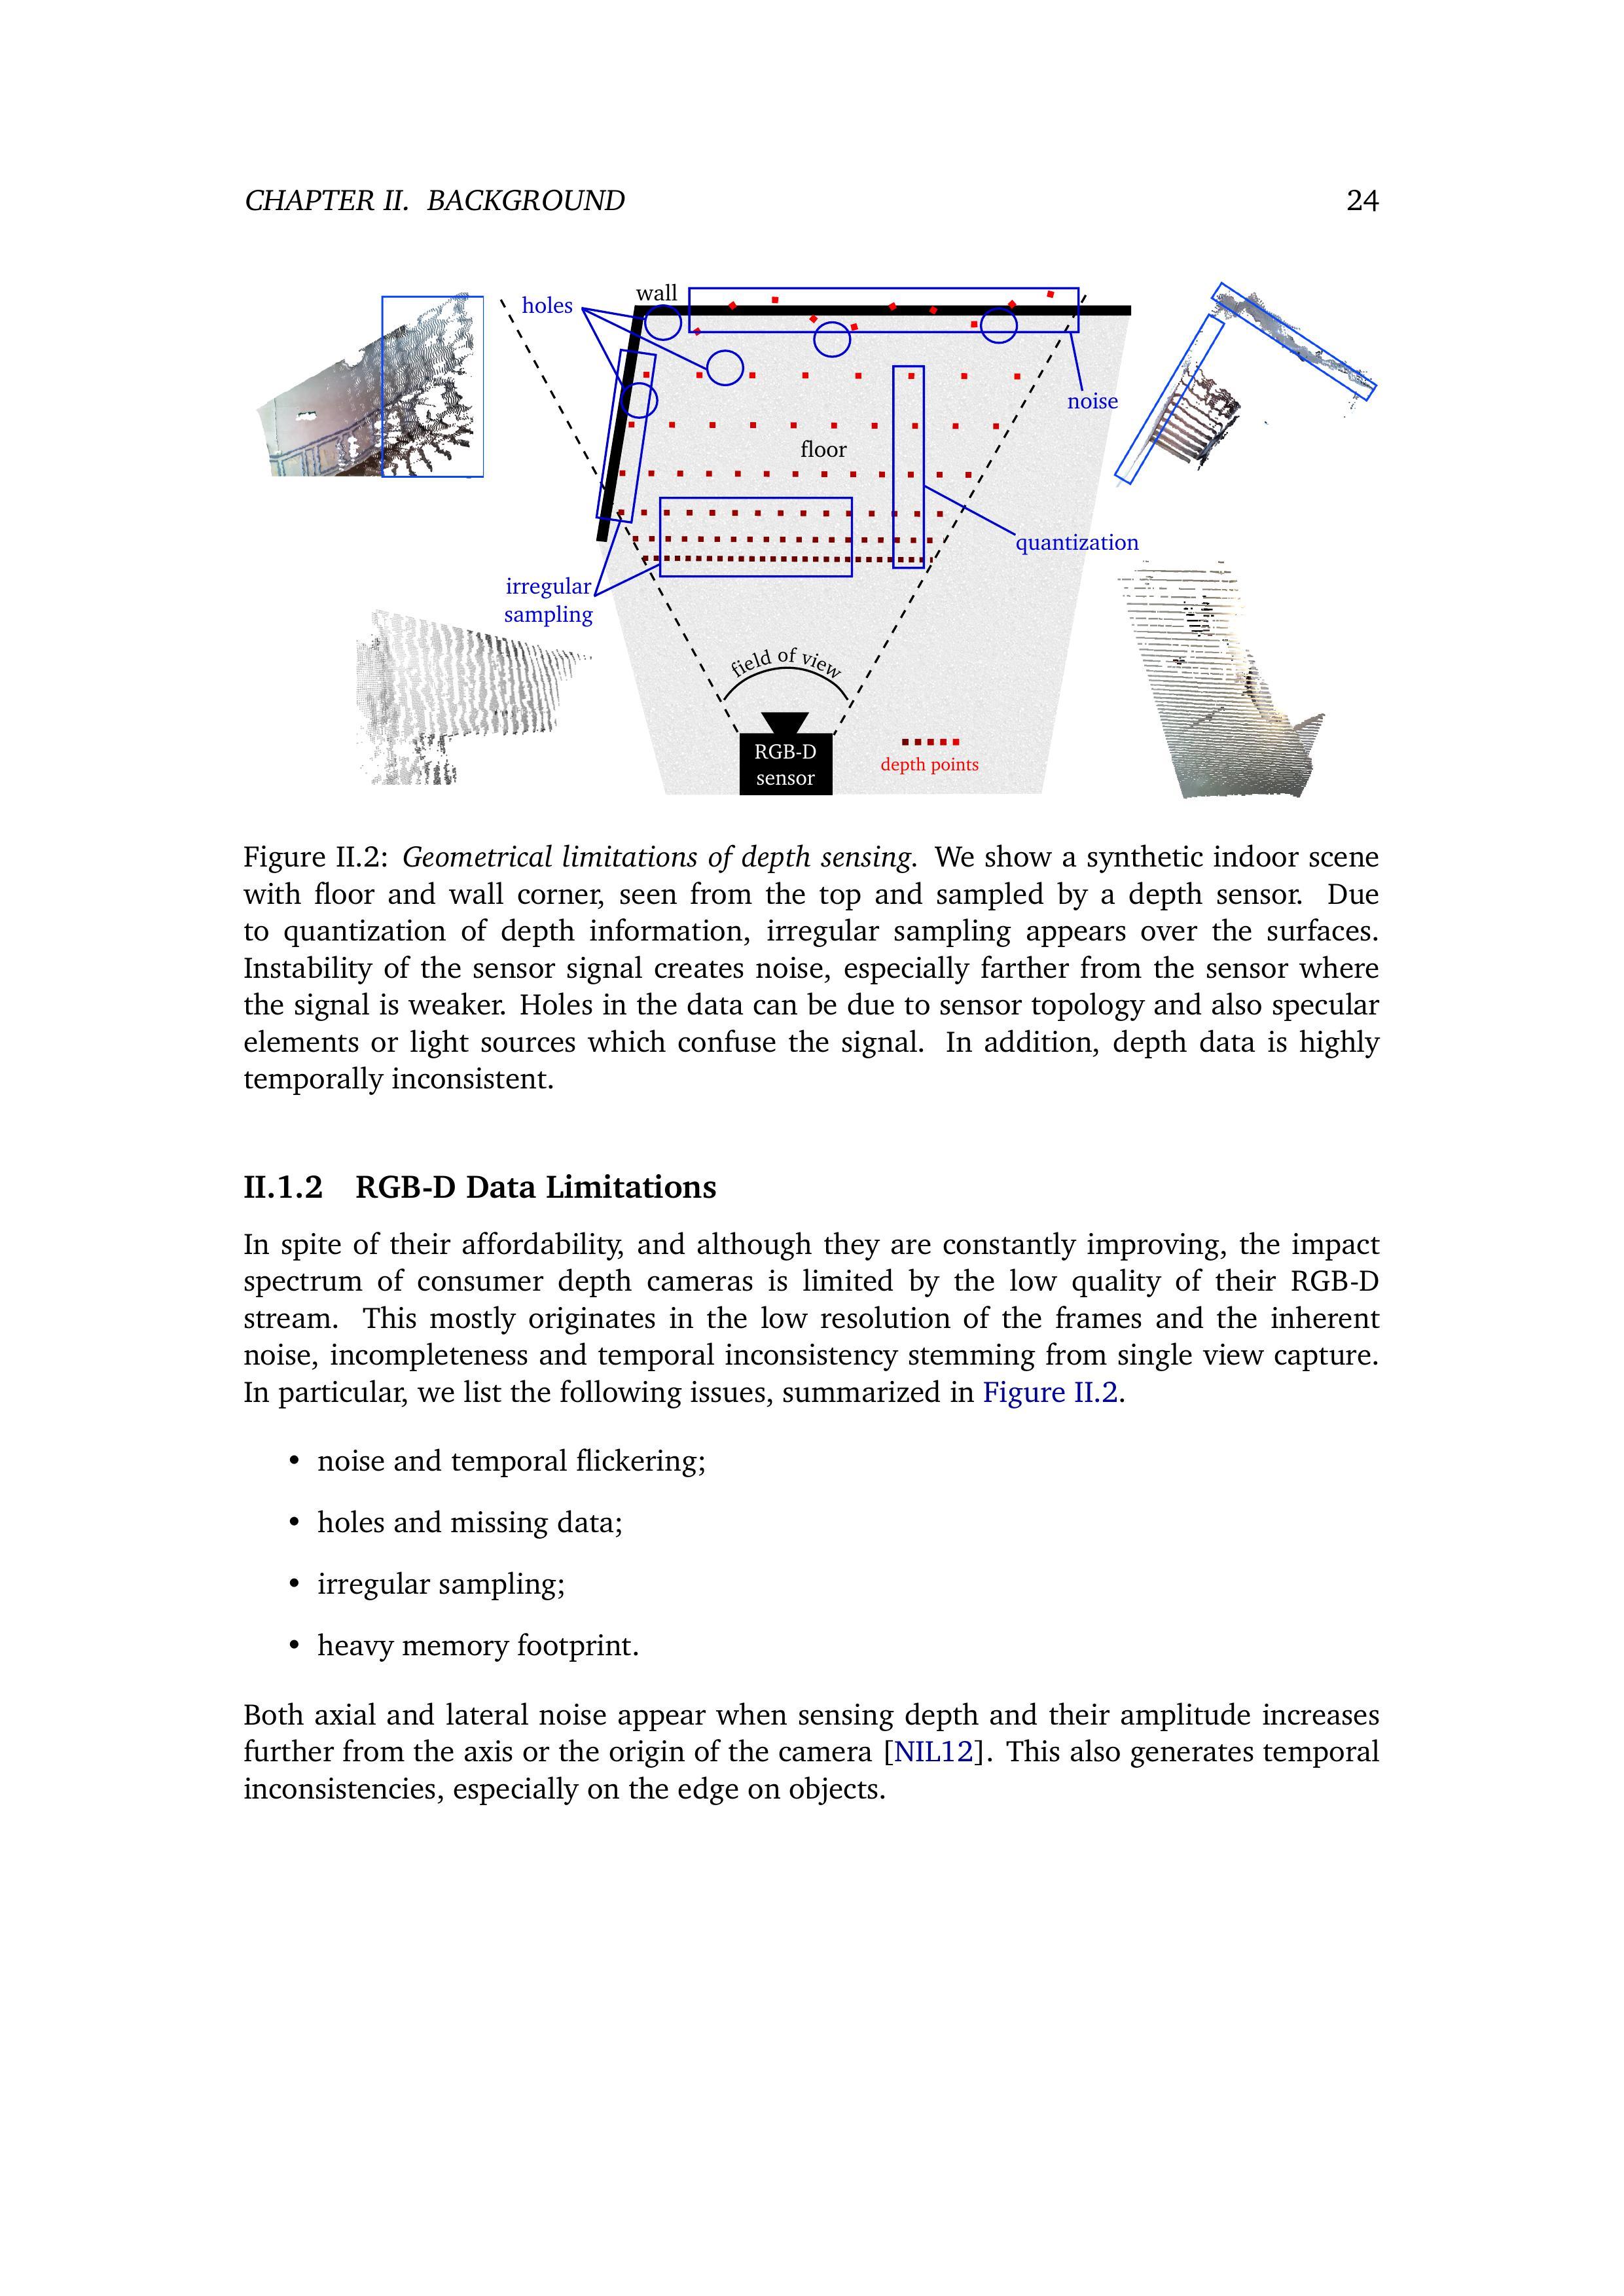 CHAPTER II. BACKGROUND 24
wall
holes
noise
floor
quantization
irregular
sampling
field of view
RGB-D
sensor
depth points
Figure II.2: Geometrical limitations of depth sensing. We show a synthetic indoor scene
with floor and wall corner, seen from the top and sampled by a depth sensor. Due
to quantization of depth information, irregular sampling appears over the surfaces.
Instability of the sensor signal creates noise, especially farther from the sensor where
the signal is weaker. Holes in the data can be due to sensor topology and also specular
elements or light sources which confuse the signal. In addition, depth data is highly
temporally inconsistent.
II.1.2 RGB-D Data Limitations
In spite of their affordability, and although they are constantly improving, the impact
spectrum of consumer depth cameras is limited by the low quality of their RGB-D
stream. This mostly originates in the low resolution of the frames and the inherent
noise, incompleteness and temporal inconsistency stemming from single view capture.
In particular, we list the following issues, summarized in Figure II.2.
• noise and temporal flickering;
• holes and missing data;
• irregular sampling;
• heavy memory footprint.
Both axial and lateral noise appear when sensing depth and their amplitude increases
further from the axis or the origin of the camera [NIL12]. This also generates temporal
inconsistencies, especially on the edge on objects.